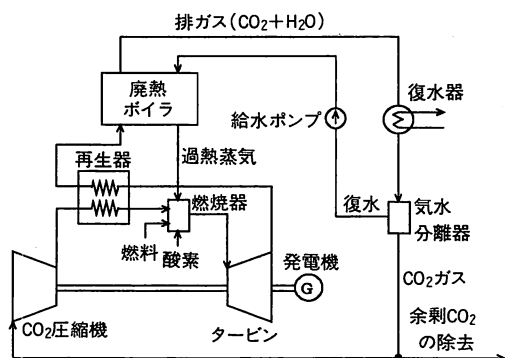 排ガス(CO₂+H₂O)
廃熱
ボイラ
給水ポンプ
復水器
再生器
過熱蒸気
燃焼器
復水
気水
分離器
燃料
酸素
発電機
G
CO₂ガス
CO₂圧縮機
タービン
余剰CO₂
の除去